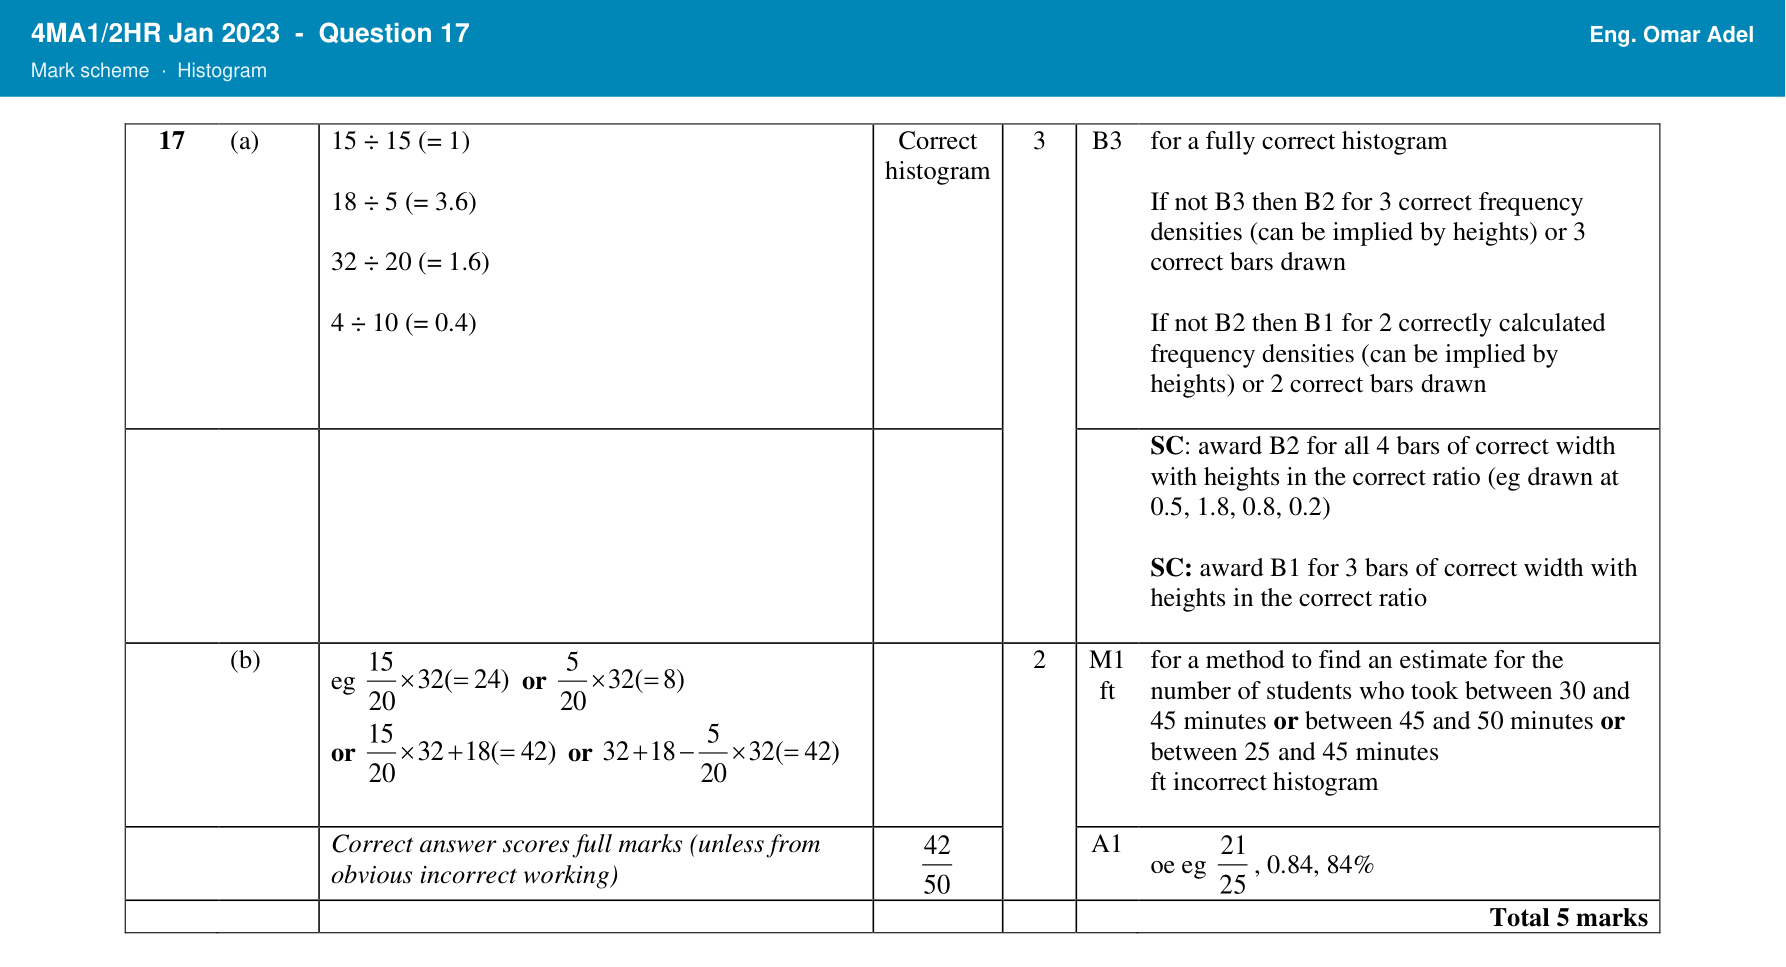 4MA1/2HR Jan 2023 - Question 17
Eng. Omar Adel
Mark scheme · Histogram
17 (a) 15 ÷ 15 (= 1) Correct 3 B3 for a fully correct histogram
histogram
18 ÷ 5 (= 3.6) If not B3 then B2 for 3 correct frequency
densities (can be implied by heights) or 3
32 ÷ 20 (= 1.6) correct bars drawn
4 ÷ 10 (= 0.4) If not B2 then B1 for 2 correctly calculated
frequency densities (can be implied by
heights) or 2 correct bars drawn
SC: award B2 for all 4 bars of correct width
with heights in the correct ratio (eg drawn at
0.5, 1.8, 0.8, 0.2)
SC: award B1 for 3 bars of correct width with
heights in the correct ratio
(b) eg 15/20 × 32(= 24) or 5/20 × 32(= 8) 2 M1 for a method to find an estimate for the
ft number of students who took between 30 and
or 15/20 × 32 + 18(= 42) or 32 + 18 − 5/20 × 32(= 42) 45 minutes or between 45 and 50 minutes or
between 25 and 45 minutes
ft incorrect histogram
Correct answer scores full marks (unless from 42/50 A1 oe eg 21/25 , 0.84, 84%
obvious incorrect working)
Total 5 marks